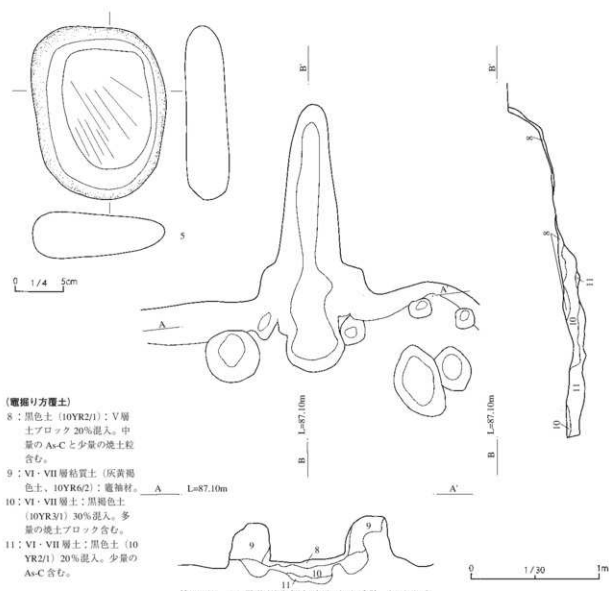 B'
B'
5
0 1/4 5cm
∞
∞
11
10
11
10
A
A'
L=87.10m
L=87.10m
B
B
(竈掘り方覆土)
8:黒色土(10YR2/1):V層
土ブロック20%混入。中
量のAs-Cと少量の焼土粒
含む。
9:VI・VII層粘質土(灰黄褐
色土、10YR6/2):竈袖材。
10:VI・VII層土:黒褐色土
(10YR3/1)30%混入。多
量の焼土ブロック含む。
11:VI・VII層土:黒色土(10
YR2/1)20%混入。少量の
As-C含む。
A L=87.10m A'
9
8
9
10
11
0 1/30 1m